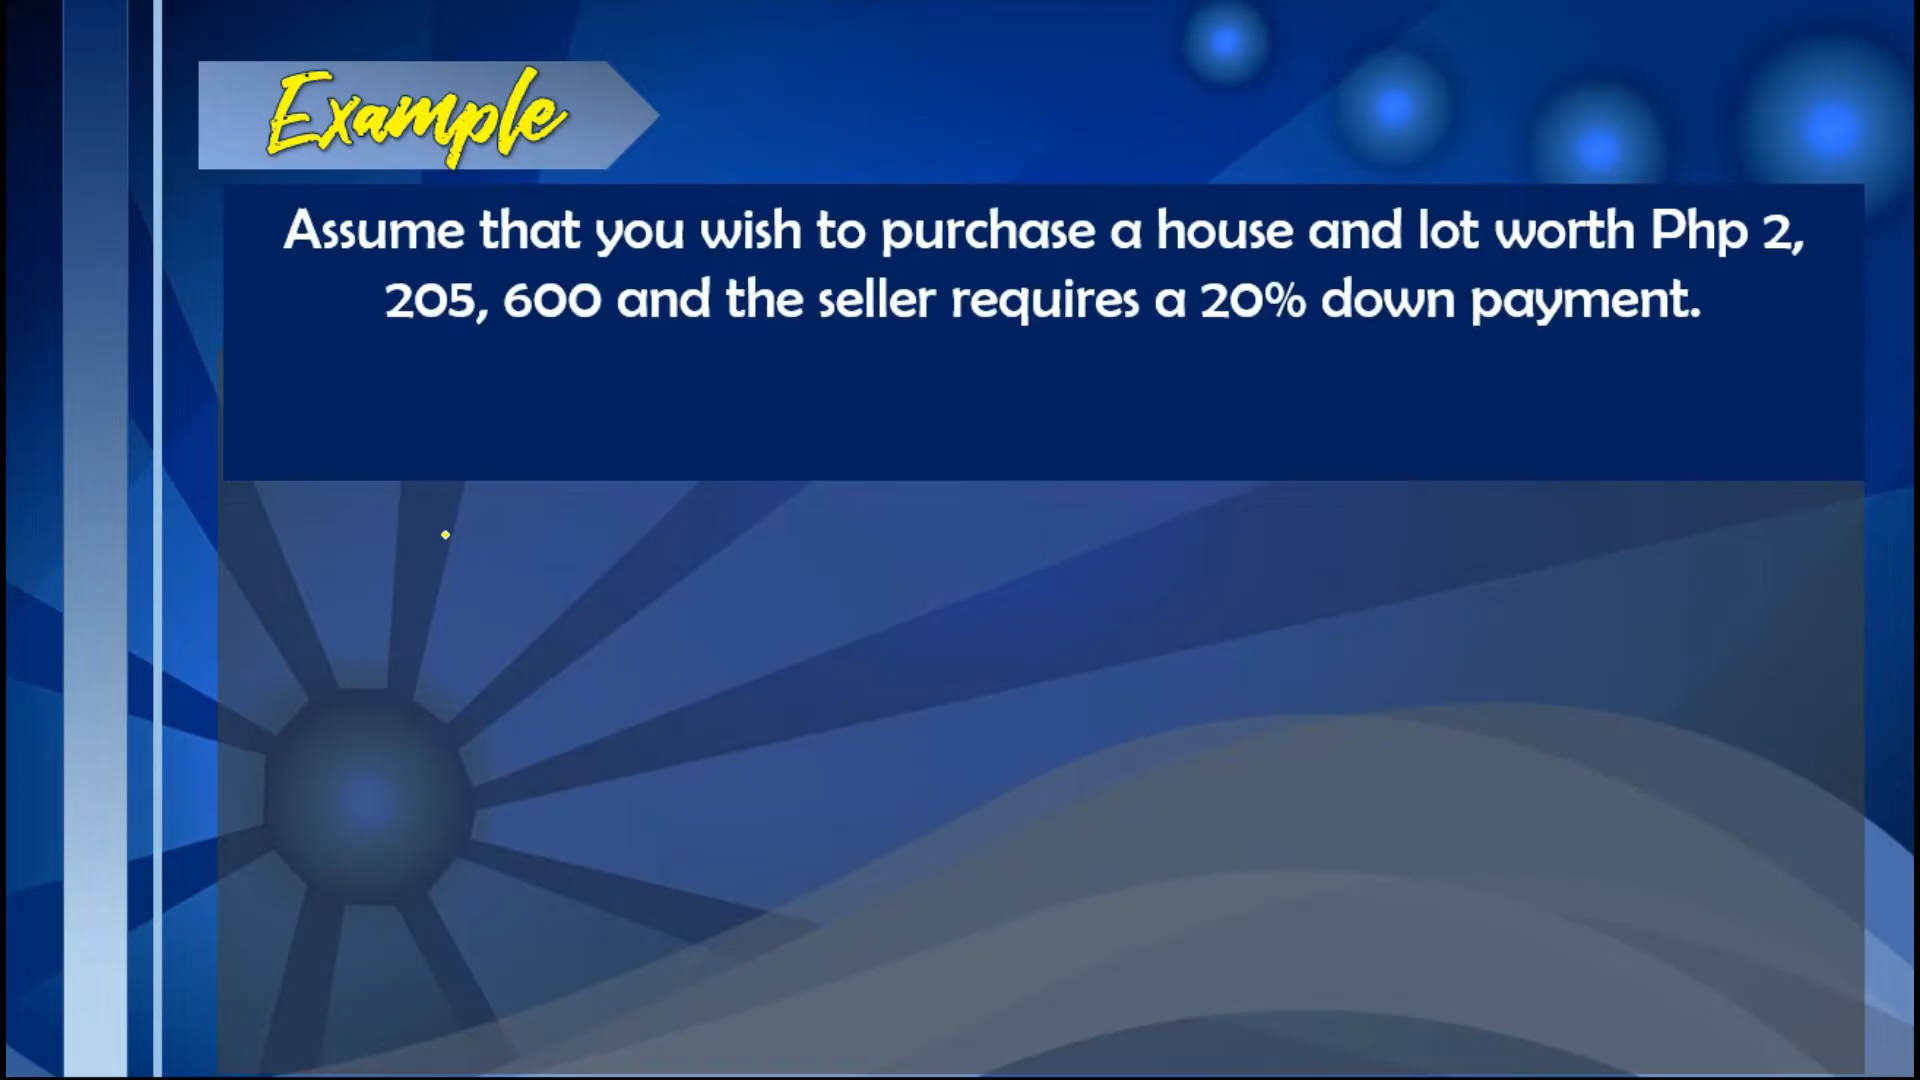 Example
Assume that you wish to purchase a house and lot worth Php 2,
205, 600 and the seller requires a 20% down payment.